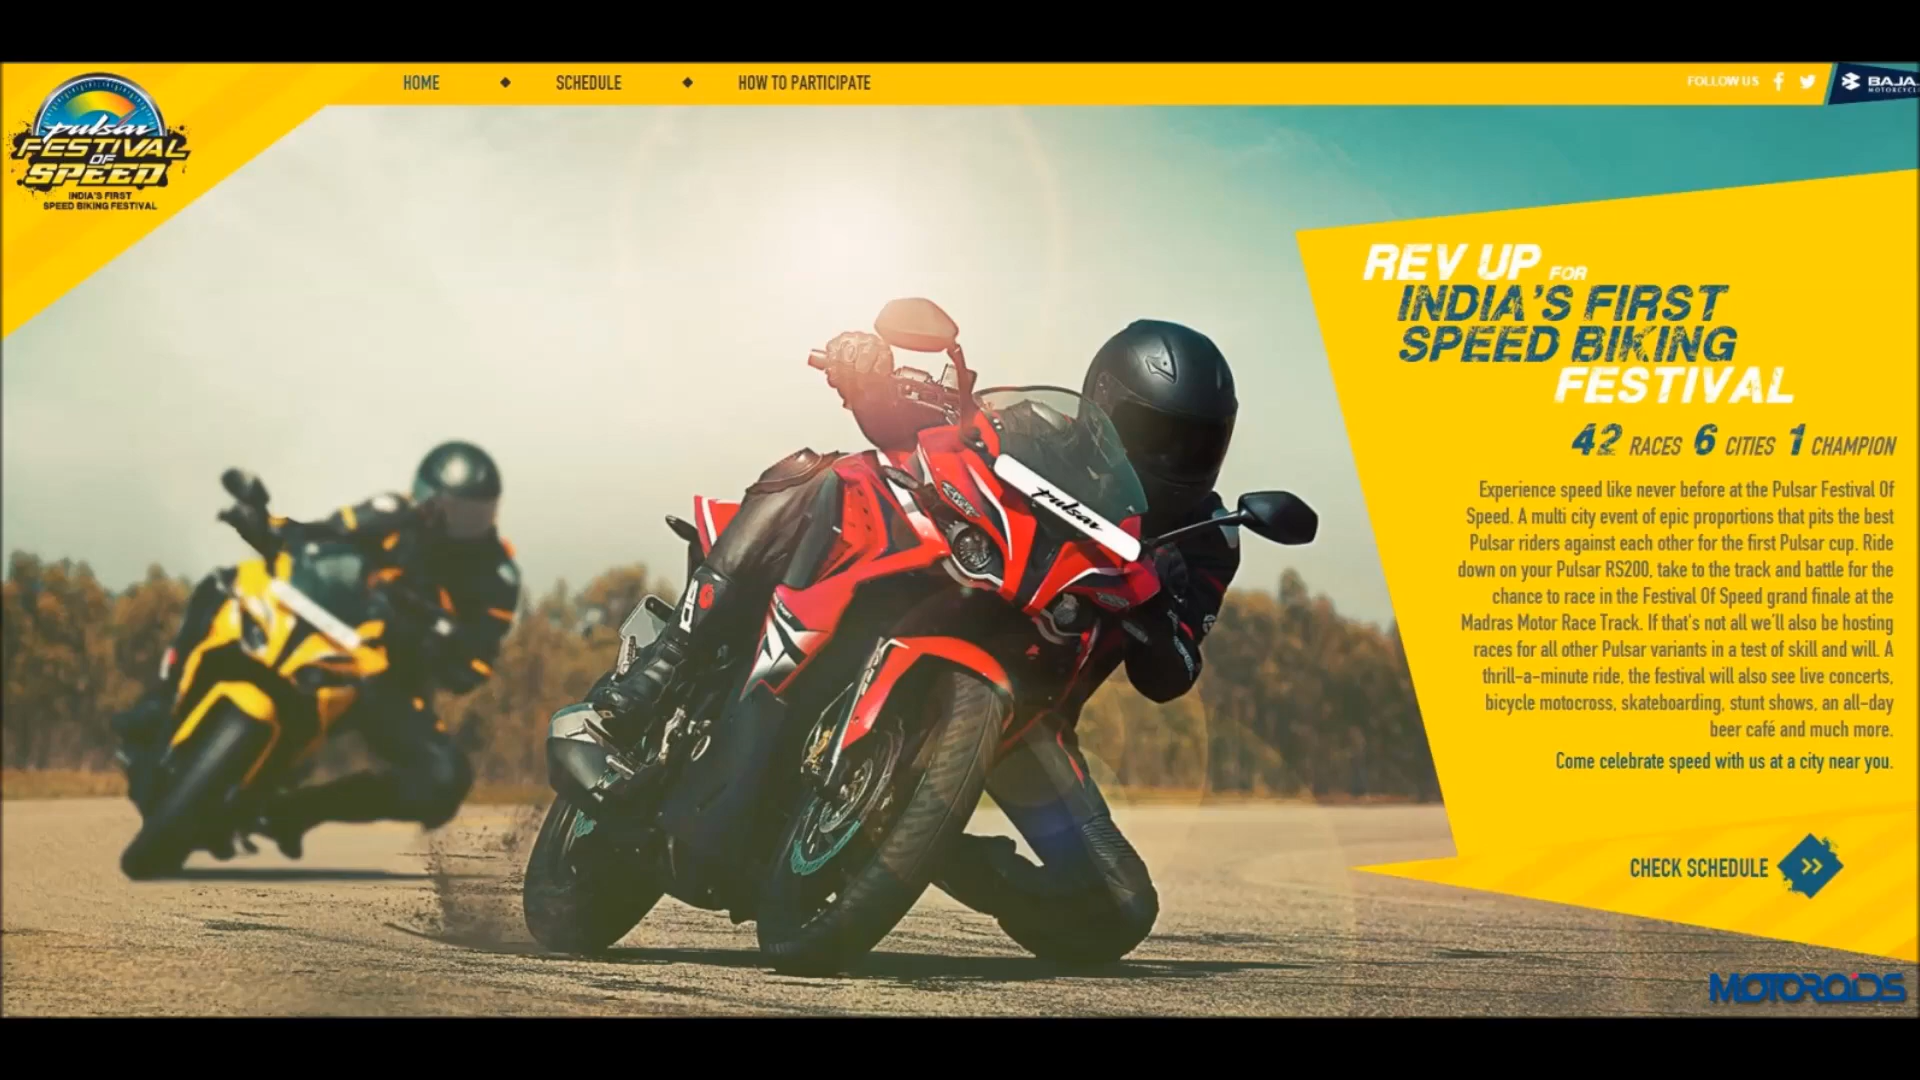 HOME
SCHEDULE
HOW TO PARTICIPATE
FOLLOW US
BAJA
MOTORCYCL
pulsar
FESTIVAL
OF
SPEED
INDIA'S FIRST
SPEED BIKING FESTIVAL
REV UP FOR
INDIA'S FIRST
SPEED BIKING
FESTIVAL
42 RACES 6 CITIES 1 CHAMPION
Experience speed like never before at the Pulsar Festival Of
Speed. A multi city event of epic proportions that pits the best
Pulsar riders against each other for the first Pulsar cup. Ride
down on your Pulsar RS200, take to the track and battle for the
chance to race in the Festival Of Speed grand finale at the
Madras Motor Race Track. If that's not all we'll also be hosting
races for all other Pulsar variants in a test of skill and will. A
thrill-a-minute ride, the festival will also see live concerts,
bicycle motocross, skateboarding, stunt shows, an all-day
beer café and much more.
Come celebrate speed with us at a city near you.
CHECK SCHEDULE
pulsar
MOTOROIDS